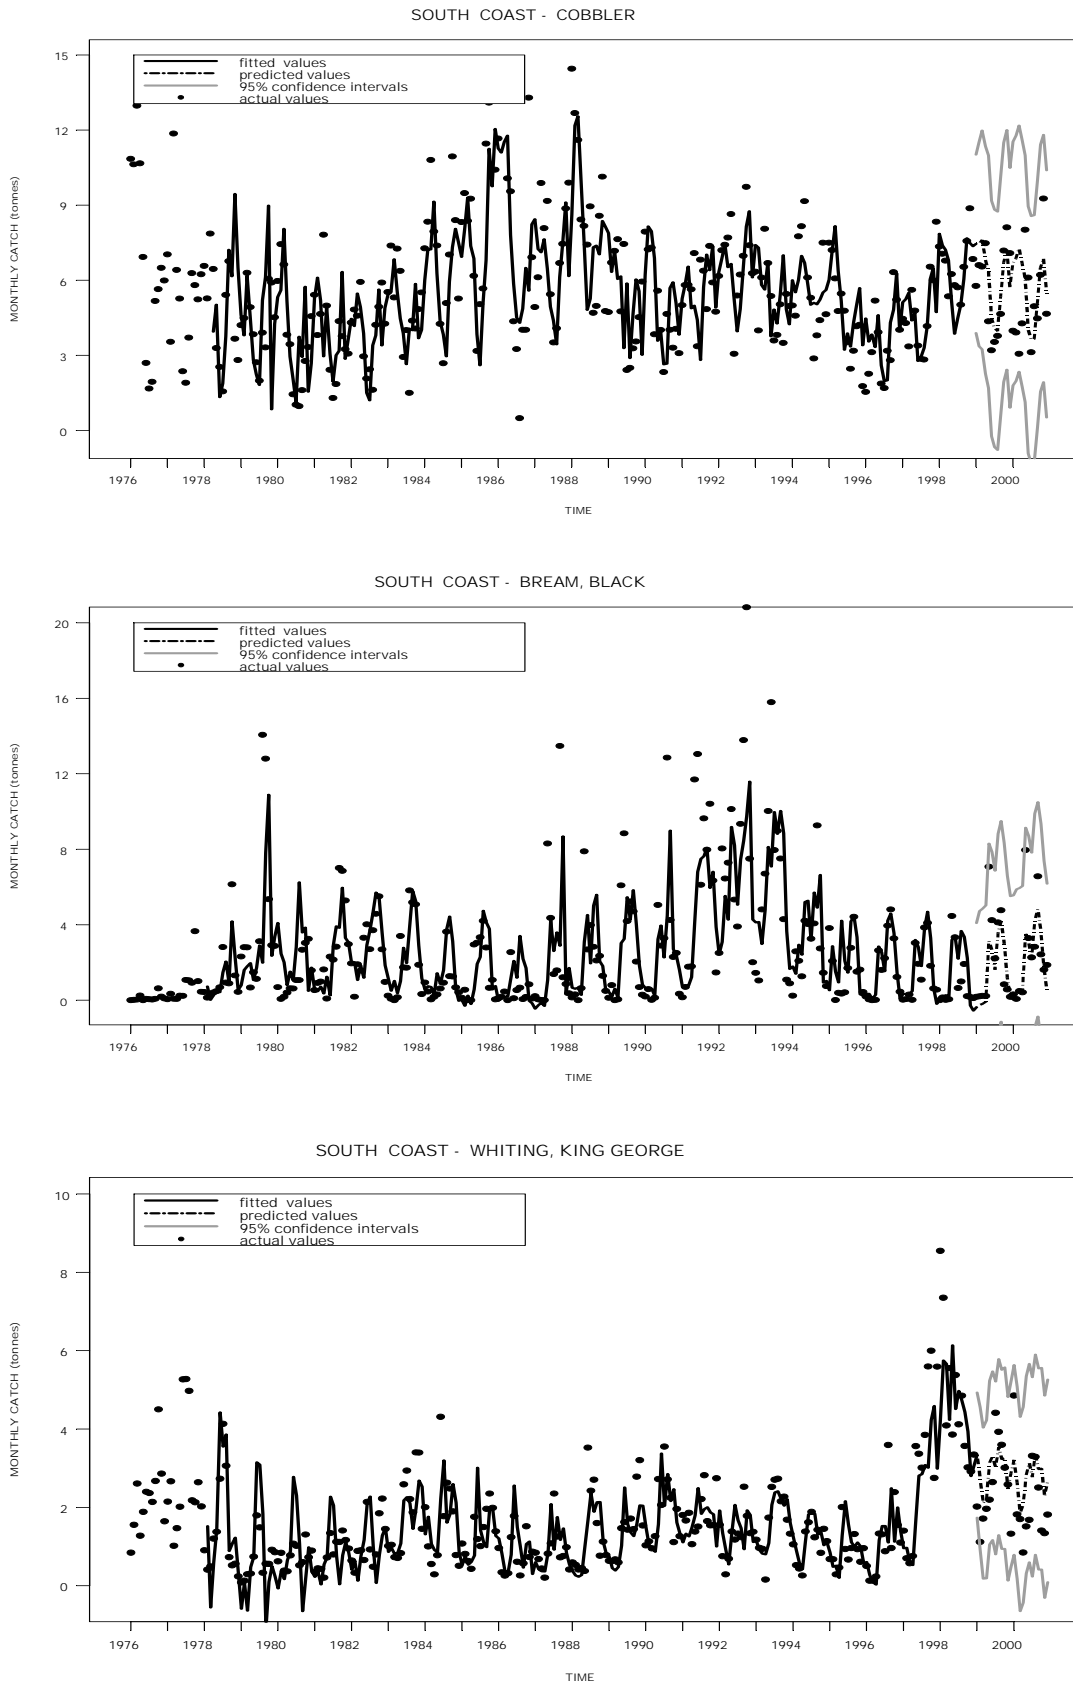 SOUTH COAST - COBBLER
15
12
9
6
3
0
MONTHLY CATCH (tonnes)
fitted values
predicted values
95% confidence intervals
actual values
1976 1978 1980 1982 1984 1986 1988 1990 1992 1994 1996 1998 2000
TIME
SOUTH COAST - BREAM, BLACK
20
16
12
8
4
0
MONTHLY CATCH (tonnes)
fitted values
predicted values
95% confidence intervals
actual values
1976 1978 1980 1982 1984 1986 1988 1990 1992 1994 1996 1998 2000
TIME
SOUTH COAST - WHITING, KING GEORGE
10
8
6
4
2
0
MONTHLY CATCH (tonnes)
fitted values
predicted values
95% confidence intervals
actual values
1976 1978 1980 1982 1984 1986 1988 1990 1992 1994 1996 1998 2000
TIME